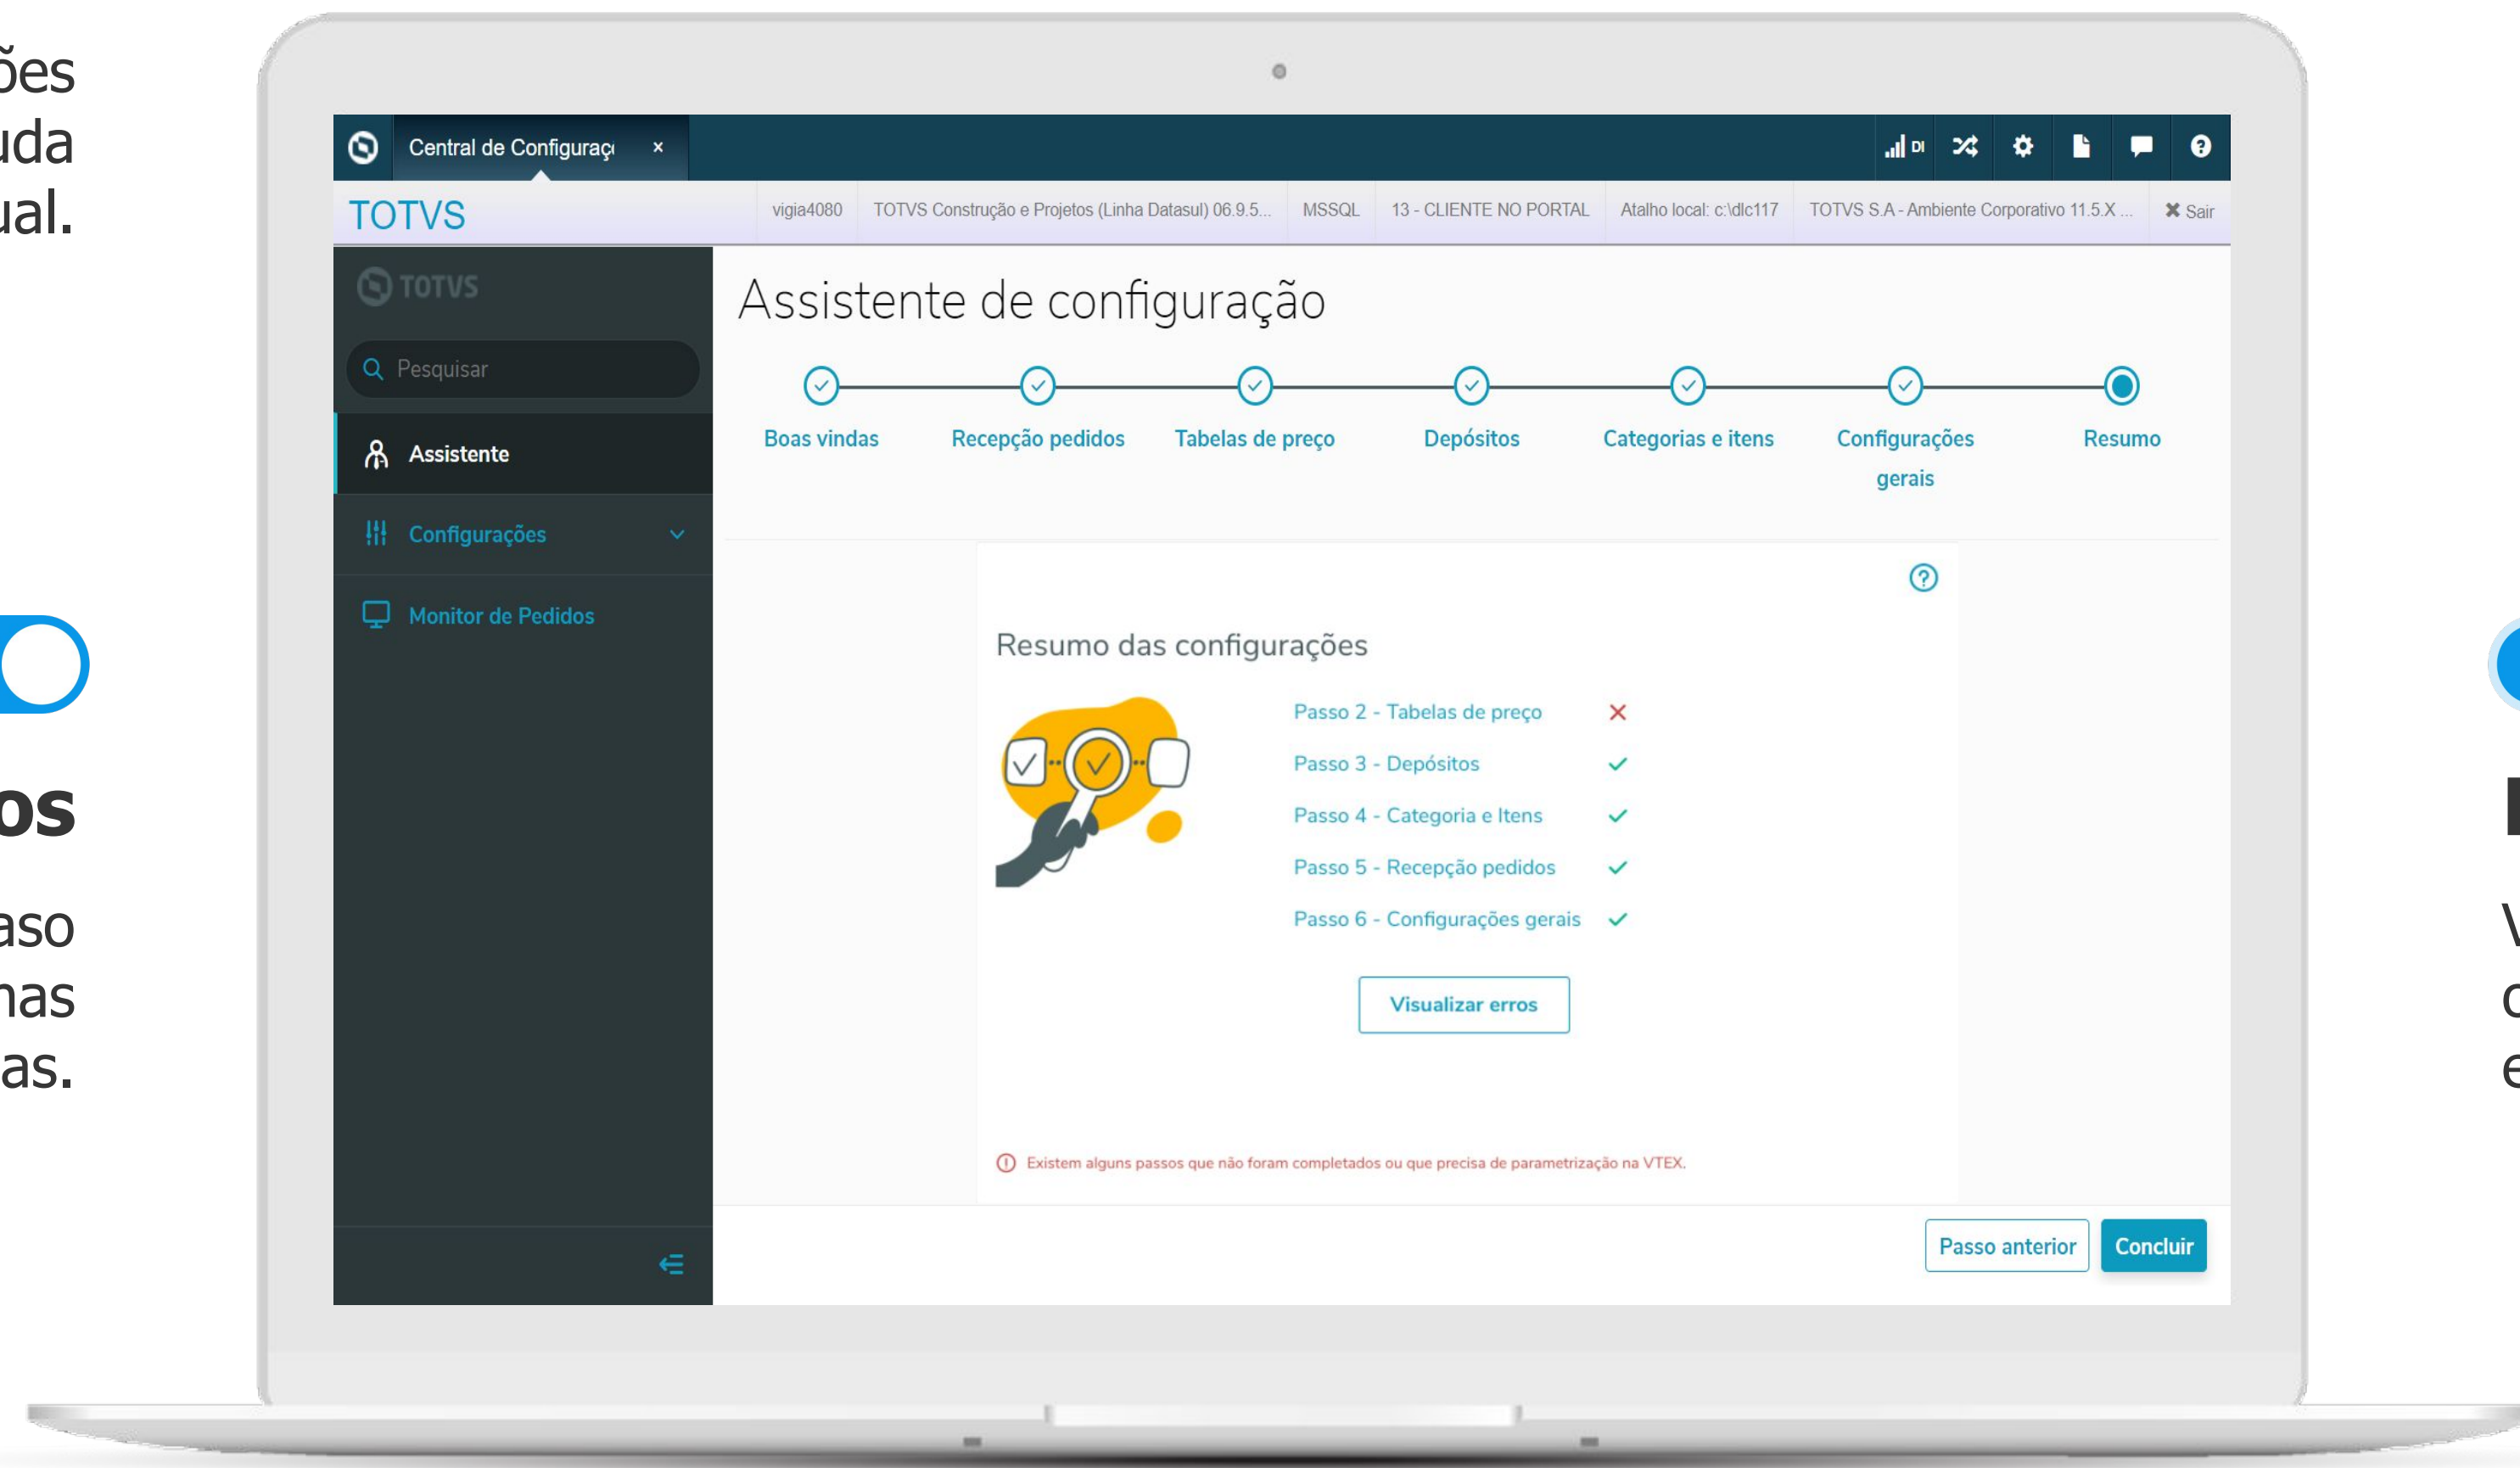 ões
uda
ual.
os
aso
nas
as.
Central de Configuraç
×
DI
TOTVS
vigia4080
TOTVS Construção e Projetos (Linha Datasul) 06.9.5...
MSSQL
13 - CLIENTE NO PORTAL
Atalho local: c:\dlc117
TOTVS S.A - Ambiente Corporativo 11.5.X ...
Sair
TOTVS
Pesquisar
Assistente
Configurações
Monitor de Pedidos
Assistente de configuração
Boas vindas
Recepção pedidos
Tabelas de preço
Depósitos
Categorias e itens
Configurações
gerais
Resumo
Resumo das configurações
Passo 2 - Tabelas de preço
Passo 3 - Depósitos
Passo 4 - Categoria e Itens
Passo 5 - Recepção pedidos
Passo 6 - Configurações gerais
Visualizar erros
Existem alguns passos que não foram completados ou que precisa de parametrização na VTEX.
Passo anterior
Concluir